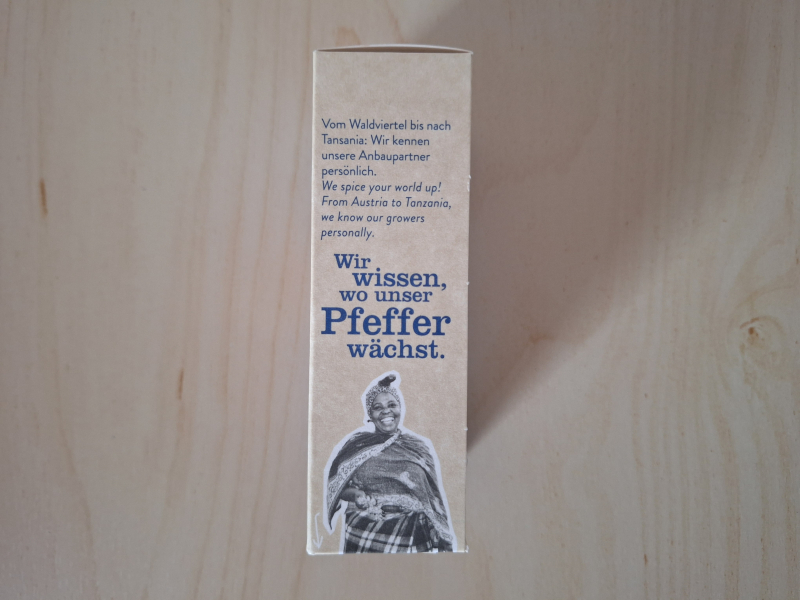 Vom Waldviertel bis nach
Tansania: Wir kennen
unsere Anbaupartner
persönlich.
We spice your world up!
From Austria to Tanzania,
we know our growers
personally.
Wir
wissen,
wo unser
Pfeffer
wächst.